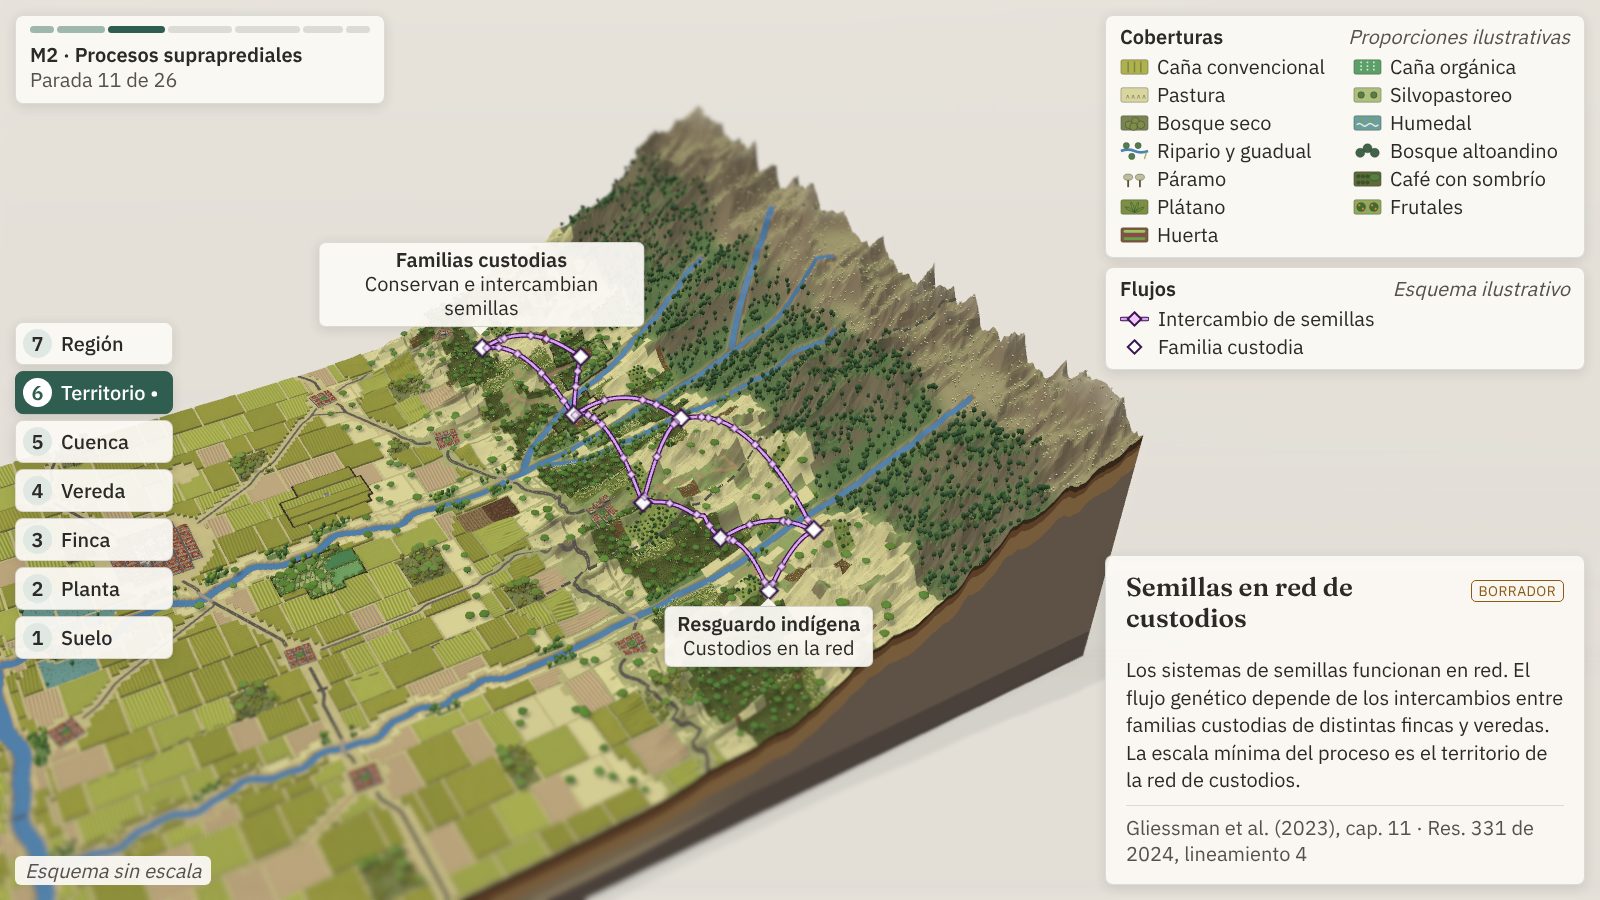 M2 · Procesos supraprediales
Parada 11 de 26
Coberturas
Proporciones ilustrativas
Caña convencional
Caña orgánica
Pastura
Silvopastoreo
Bosque seco
Humedal
Ripario y guadual
Bosque altoandino
Páramo
Café con sombrío
Plátano
Frutales
Huerta
Flujos
Esquema ilustrativo
Intercambio de semillas
Familia custodia
Familias custodias
Conservan e intercambian
semillas
7 Región
6 Territorio •
5 Cuenca
4 Vereda
3 Finca
2 Planta
1 Suelo
Resguardo indígena
Custodios en la red
Semillas en red de
custodios
BORRADOR
Los sistemas de semillas funcionan en red. El
flujo genético depende de los intercambios entre
familias custodias de distintas fincas y veredas.
La escala mínima del proceso es el territorio de
la red de custodios.
Gliessman et al. (2023), cap. 11 · Res. 331 de
2024, lineamiento 4
Esquema sin escala